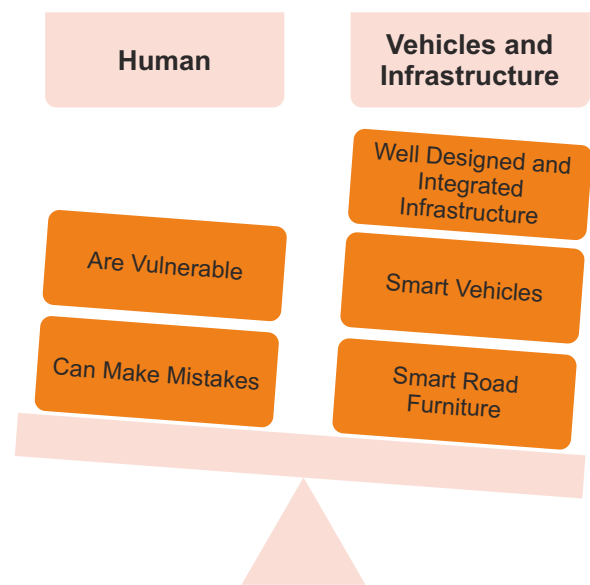 Human
Vehicles and
Infrastructure
Well Designed and
Integrated
Infrastructure
Are Vulnerable
Smart Vehicles
Can Make Mistakes
Smart Road
Furniture